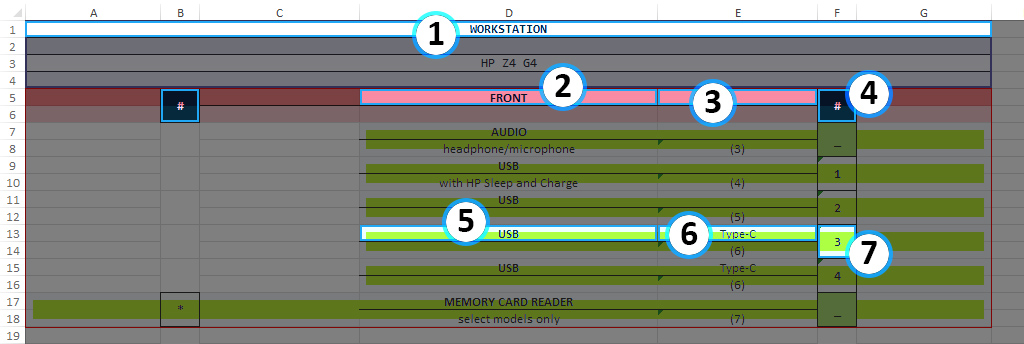 A B C D E F G
1 WORKSTATION
1
2
3 HP Z4 G4
4
5 # FRONT #
2 3 4
6
7 AUDIO _
8 headphone/microphone (3)
9 USB 1
10 with HP Sleep and Charge (4)
11 USB 2
12 (5)
5 6 7
13 USB Type-C 3
14 (6)
15 USB Type-C 4
16 (6)
17 * MEMORY CARD READER _
18 select models only (7)
19